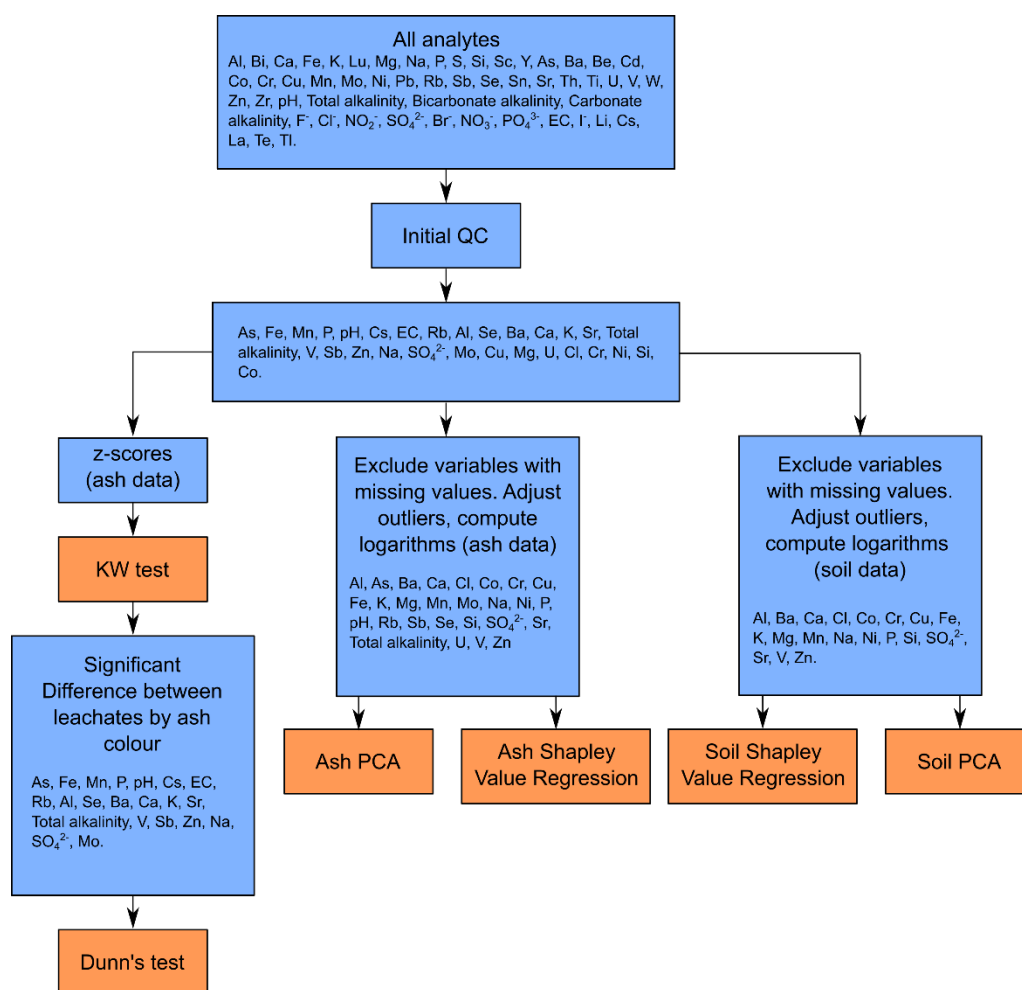 All analytes
Al, Bi, Ca, Fe, K, Lu, Mg, Na, P, S, Si, Sc, Y, As, Ba, Be, Cd,
Co, Cr, Cu, Mn, Mo, Ni, Pb, Rb, Sb, Se, Sn, Sr, Th, Ti, U, V, W,
Zn, Zr, pH, Total alkalinity, Bicarbonate alkalinity, Carbonate
alkalinity, F⁻, Cl⁻, NO₂⁻, SO₄²⁻, Br⁻, NO₃⁻, PO₄³⁻, EC, I⁻, Li, Cs,
La, Te, Tl.
Initial QC
As, Fe, Mn, P, pH, Cs, EC, Rb, Al, Se, Ba, Ca, K, Sr, Total
alkalinity, V, Sb, Zn, Na, SO₄²⁻, Mo, Cu, Mg, U, Cl, Cr, Ni, Si,
Co.
z-scores
(ash data)
KW test
Significant
Difference between
leachates by ash
colour
As, Fe, Mn, P, pH, Cs, EC,
Rb, Al, Se, Ba, Ca, K, Sr,
Total alkalinity, V, Sb, Zn, Na,
SO₄²⁻, Mo.
Dunn's test
Exclude variables with
missing values. Adjust
outliers, compute
logarithms (ash data)
Al, As, Ba, Ca, Cl, Co, Cr, Cu,
Fe, K, Mg, Mn, Mo, Na, Ni, P,
pH, Rb, Sb, Se, Si, SO₄²⁻, Sr,
Total alkalinity, U, V, Zn
Ash PCA
Ash Shapley
Value Regression
Exclude variables
with missing values.
Adjust outliers,
compute logarithms
(soil data)
Al, Ba, Ca, Cl, Co, Cr, Cu, Fe,
K, Mg, Mn, Na, Ni, P, Si, SO₄²⁻,
Sr, V, Zn.
Soil Shapley
Value Regression
Soil PCA